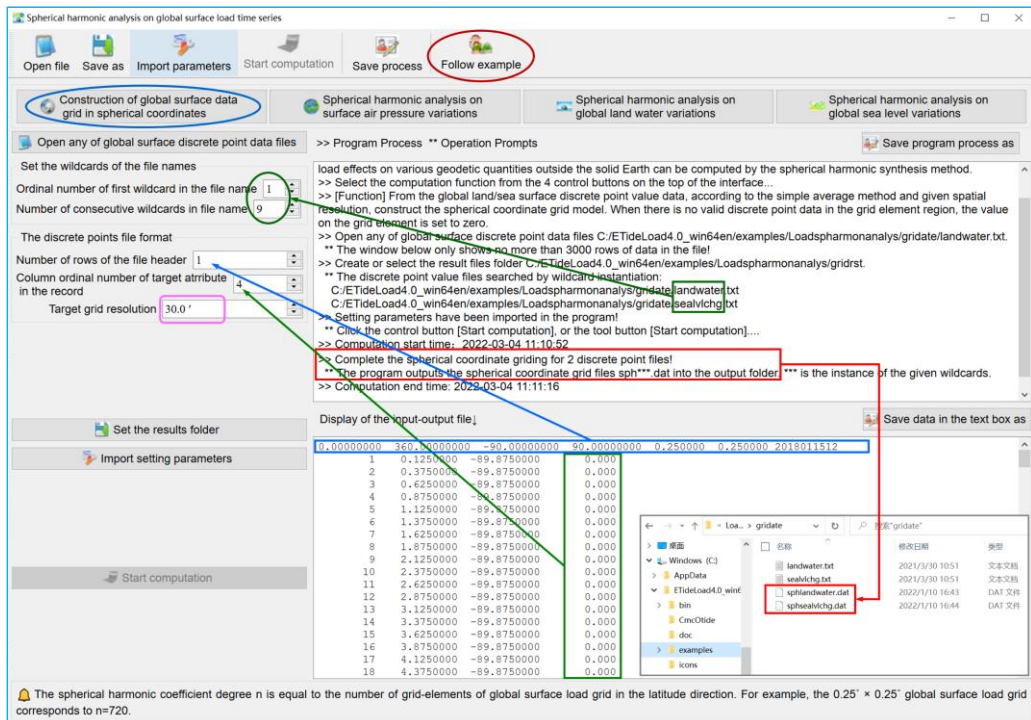 Spherical harmonic analysis on global surface load time series
Open file Save as Import parameters Start computation Save process Follow example
Construction of global surface data
grid in spherical coordinates
Spherical harmonic analysis on
surface air pressure variations
Spherical harmonic analysis on
global land water variations
Spherical harmonic analysis on
global sea level variations
Open any of global surface discrete point data files
>> Program Process ** Operation Prompts
Save program process as
Set the wildcards of the file names
Ordinal number of first wildcard in the file name 1
Number of consecutive wildcards in file name 9
The discrete points file format
Number of rows of the file header 1
Column ordinal number of target atrribute
in the record 4
Target grid resolution 30.0 ′
Set the results folder
Import setting parameters
Start computation
load effects on various geodetic quantities outside the solid Earth can be computed by the spherical harmonic synthesis method.
>> Select the computation function from the 4 control buttons on the top of the interface...
>> [Function] From the global land/sea surface discrete point value data, according to the simple average method and given spatial
resolution, construct the spherical coordinate grid model. When there is no valid discrete point data in the grid element region, the value
on the grid element is set to zero.
>> Open any of global surface discrete point data files C:/ETideLoad4.0_win64en/examples/Loadspharmonanalys/gridate/landwater.txt.
** The window below only shows no more than 3000 rows of data in the file!
>> Create or select the result files folder C:/ETideLoad4.0_win64en/examples/Loadspharmonanalys/gridrst.
** The discrete point value files searched by wildcard instantiation:
C:/ETideLoad4.0_win64en/examples/Loadspharmonanalys/gridate/landwater.txt
C:/ETideLoad4.0_win64en/examples/Loadspharmonanalys/gridate/sealvlchg.txt
>> Setting parameters have been imported in the program!
** Click the control button [Start computation], or the tool button [Start computation]....
>> Computation start time: 2022-03-04 11:10:52
>> Complete the spherical coordinate griding for 2 discrete point files!
** The program outputs the spherical coordinate grid files sph***.dat into the output folder, *** is the instance of the given wildcards.
>> Computation end time: 2022-03-04 11:11:16
Display of the input-output file↓
Save data in the text box as
0.00000000 360.00000000 -90.00000000 90.00000000 0.250000 0.250000 2018011512
1 0.1250000 -89.8750000 0.000
2 0.3750000 -89.8750000 0.000
3 0.6250000 -89.8750000 0.000
4 0.8750000 -89.8750000 0.000
5 1.1250000 -89.8750000 0.000
6 1.3750000 -89.8750000 0.000
7 1.6250000 -89.8750000 0.000
8 1.8750000 -89.8750000 0.000
9 2.1250000 -89.8750000 0.000
10 2.3750000 -89.8750000 0.000
11 2.6250000 -89.8750000 0.000
12 2.8750000 -89.8750000 0.000
13 3.1250000 -89.8750000 0.000
14 3.3750000 -89.8750000 0.000
15 3.6250000 -89.8750000 0.000
16 3.8750000 -89.8750000 0.000
17 4.1250000 -89.8750000 0.000
18 4.3750000 -89.8750000 0.000
« Loa... > gridate
搜索"gridate"
桌面
Windows (C:)
AppData
ETideLoad4.0_win6
bin
CmcOtide
doc
examples
icons
名称 修改日期 类型
landwater.txt 2021/3/30 10:51 文本文档
sealvlchg.txt 2021/3/30 10:51 文本文档
sphlandwater.dat 2022/1/10 16:43 DAT 文件
sphsealvlchg.dat 2022/1/10 16:44 DAT 文件
The spherical harmonic coefficient degree n is equal to the number of grid-elements of global surface load grid in the latitude direction. For example, the 0.25° × 0.25° global surface load grid
corresponds to n=720.